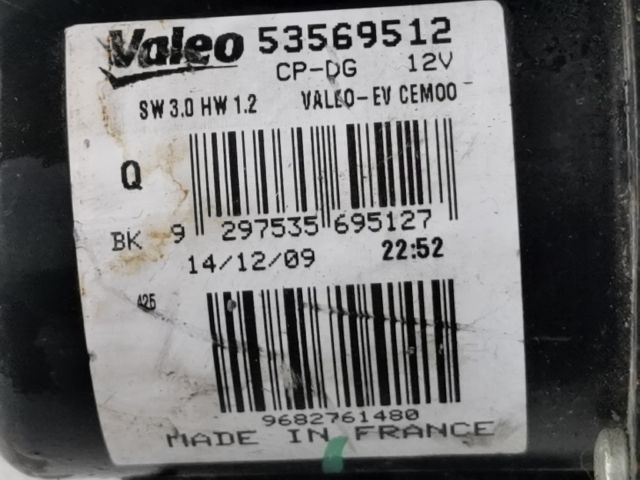 Valeo 53569512
CP-DG 12V
SW 3.0 HW 1.2 VALEO-EV CEM00
Q
BK 9 297535 695127
14/12/09 22:52
425
9682761480
MADE IN FRANCE